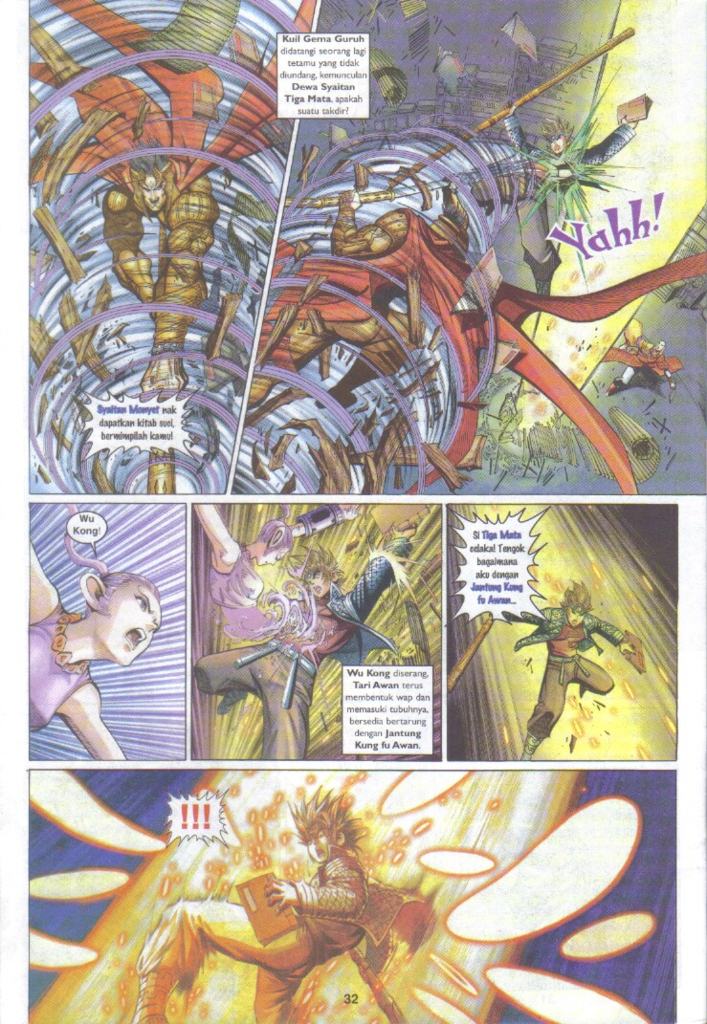 Kuil Gema Guruh
didatangi seorang lagi
tetamu yang tidak
diundang, kemunculan
Dewa Syaitan
Tiga Mata, apakah
suatu takdir?
Yahh!
Syaitan Monyet nak
dapatkan kitab suci,
bermimpilah kamu!
Wu
Kong!
Wu Kong diserang,
Tari Awan terus
membentuk wap dan
memasuki tubuhnya,
bersedia bertarung
dengan Jantung
Kung fu Awan.
Si Tiga Mata
celaka! Tengok
bagaimana
aku dengan
Jantung Kung
fu Awan...
!!!
32